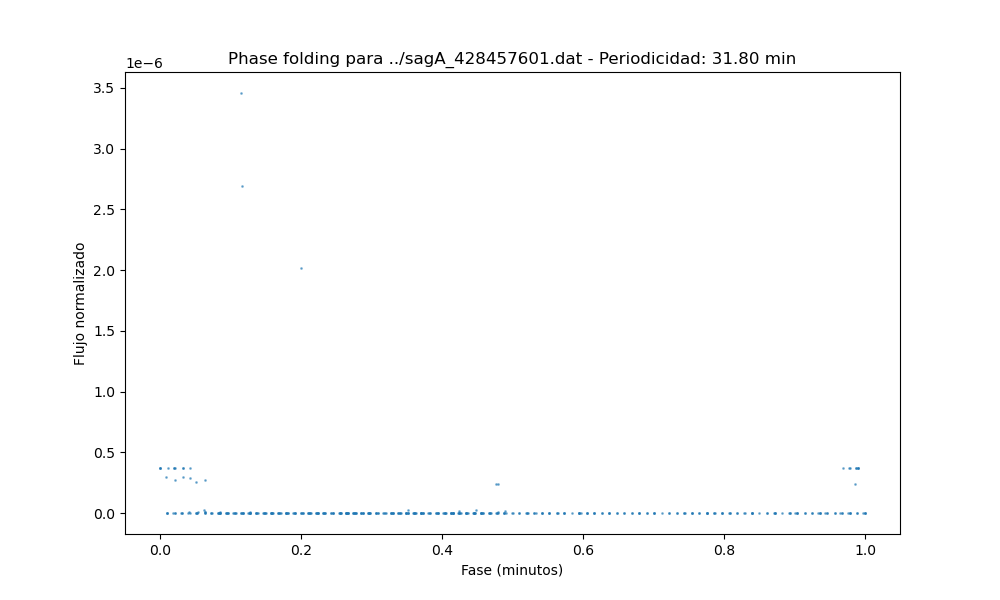 Phase folding para ../sagA_428457601.dat - Periodicidad: 31.80 min
1e−6
3.5
3.0
2.5
2.0
1.5
1.0
0.5
0.0
Flujo normalizado
0.0 0.2 0.4 0.6 0.8 1.0
Fase (minutos)